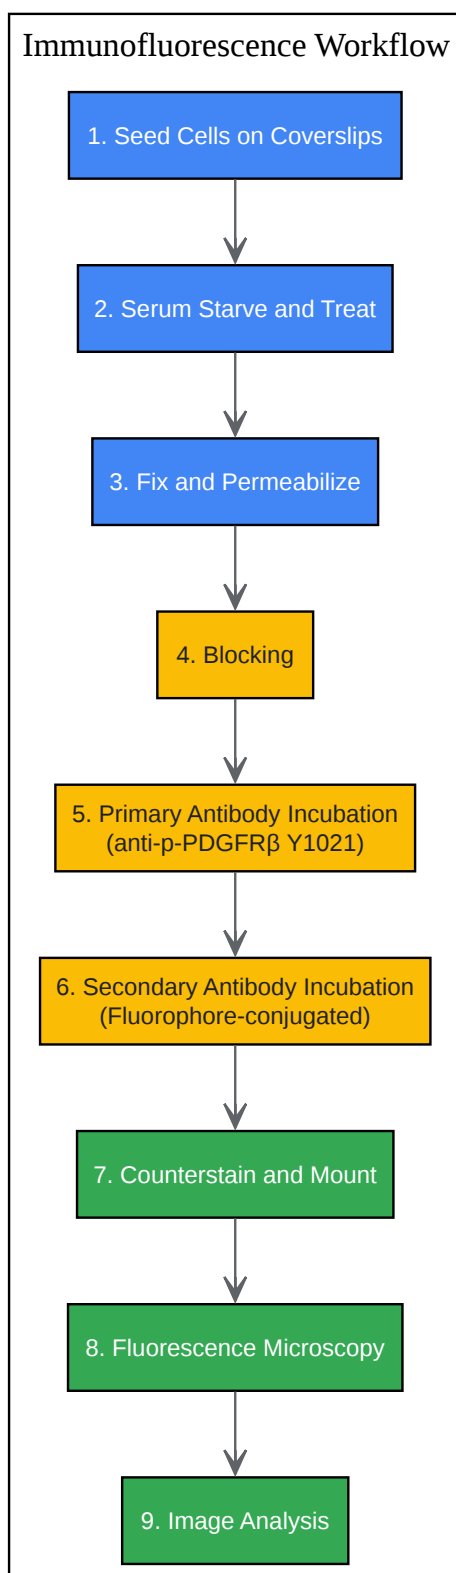 Immunofluorescence Workflow
1. Seed Cells on Coverslips
2. Serum Starve and Treat
3. Fix and Permeabilize
4. Blocking
5. Primary Antibody Incubation
(anti-p-PDGFRβ Y1021)
6. Secondary Antibody Incubation
(Fluorophore-conjugated)
7. Counterstain and Mount
8. Fluorescence Microscopy
9. Image Analysis